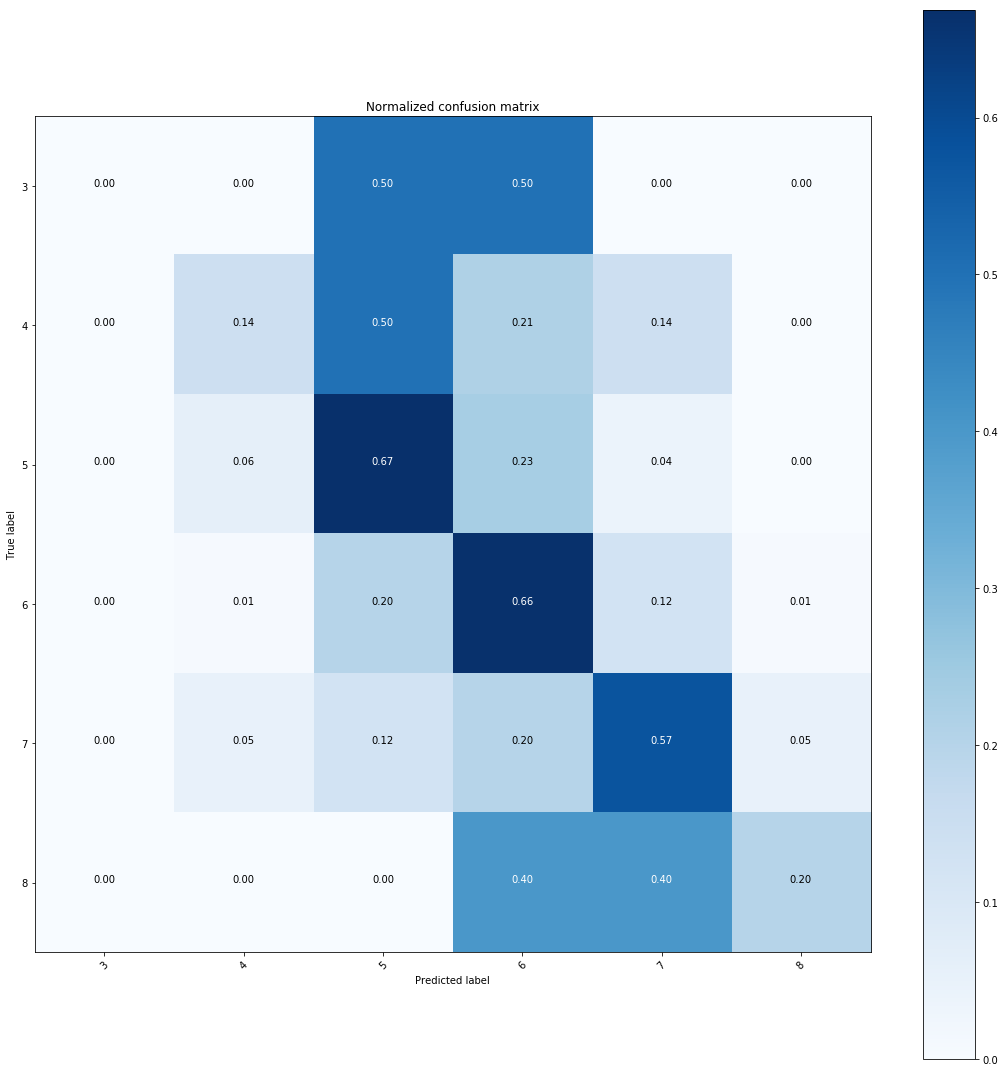 Normalized confusion matrix
3 0.00 0.00 0.50 0.50 0.00 0.00
4 0.00 0.14 0.50 0.21 0.14 0.00
5 0.00 0.06 0.67 0.23 0.04 0.00
6 0.00 0.01 0.20 0.66 0.12 0.01
7 0.00 0.05 0.12 0.20 0.57 0.05
8 0.00 0.00 0.00 0.40 0.40 0.20
True label
3 4 5 6 7 8
Predicted label
0.6
0.5
0.4
0.3
0.2
0.1
0.0